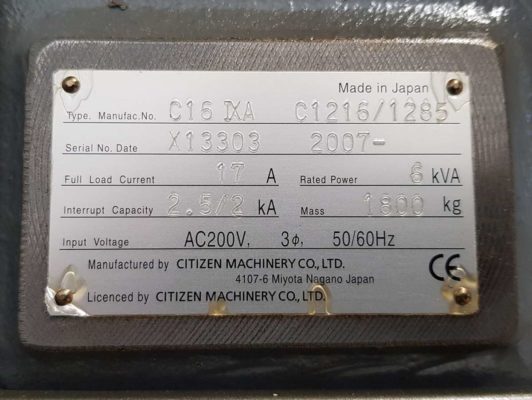 Made in Japan
Type. Manufac.No. C16 IXA C1216/1285
Serial No. Date X13303 2007-
Full Load Current 17 A Rated Power 6 kVA
Interrupt Capacity 2.5/2 kA Mass 1800 kg
Input Voltage AC200V, 3φ, 50/60Hz
Manufactured by CITIZEN MACHINERY CO., LTD.
4107-6 Miyota Nagano Japan
CE
Licenced by CITIZEN MACHINERY CO., LTD.